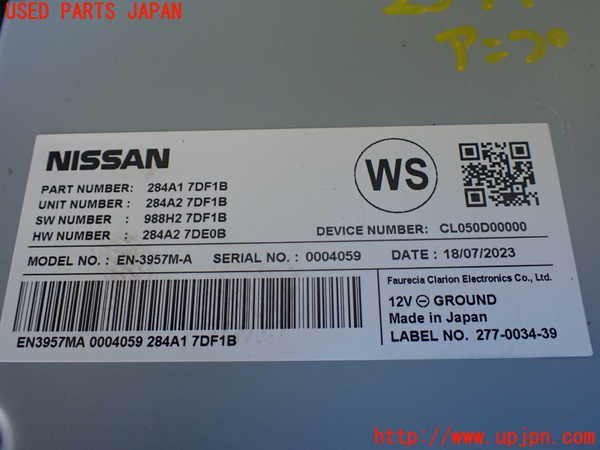 USED PARTS JAPAN
アンプ
NISSAN
WS
PART NUMBER: 284A1 7DF1B
UNIT NUMBER: 284A2 7DF1B
SW NUMBER : 988H2 7DF1B
HW NUMBER : 284A2 7DE0B
DEVICE NUMBER: CL050D00000
MODEL NO. : EN-3957M-A SERIAL NO. : 0004059 DATE : 18/07/2023
Faurecia Clarion Electronics Co., Ltd.
12V ⊖ GROUND
Made in Japan
EN3957MA 0004059 284A1 7DF1B
LABEL NO. 277-0034-39
http://www.upjpn.com/